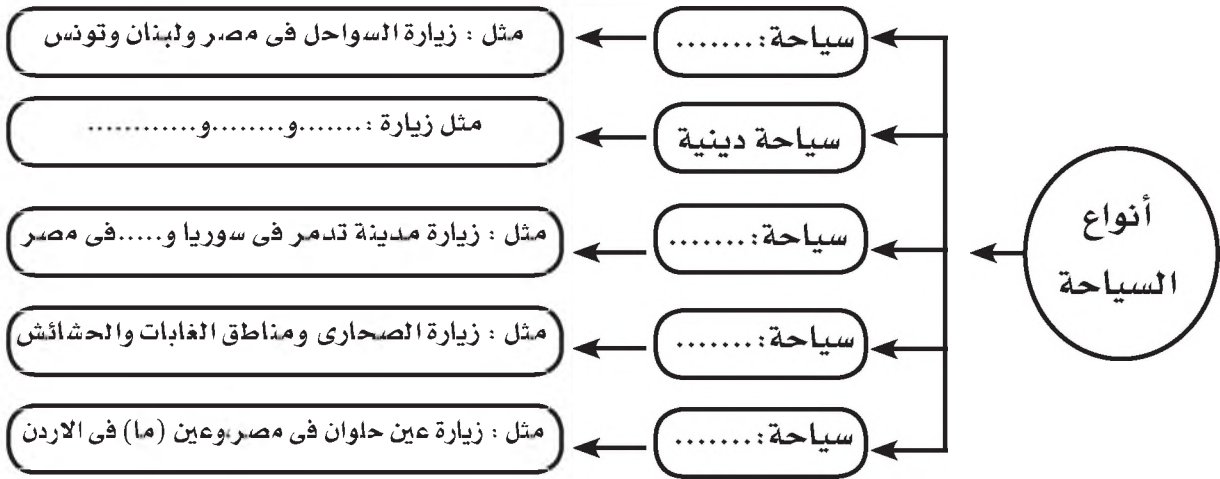 أنواع
السياحة
سياحة:.......
مثل : زيارة السواحل فى مصر ولبنان وتونس
سياحة دينية
مثل زيارة :.......و........و............
سياحة:.......
مثل : زيارة مدينة تدمر فى سوريا و.....فى مصر
سياحة:.......
مثل : زيارة الصحارى ومناطق الغابات والحشائش
سياحة:.......
مثل : زيارة عين حلوان فى مصر وعين (ما) فى الاردن